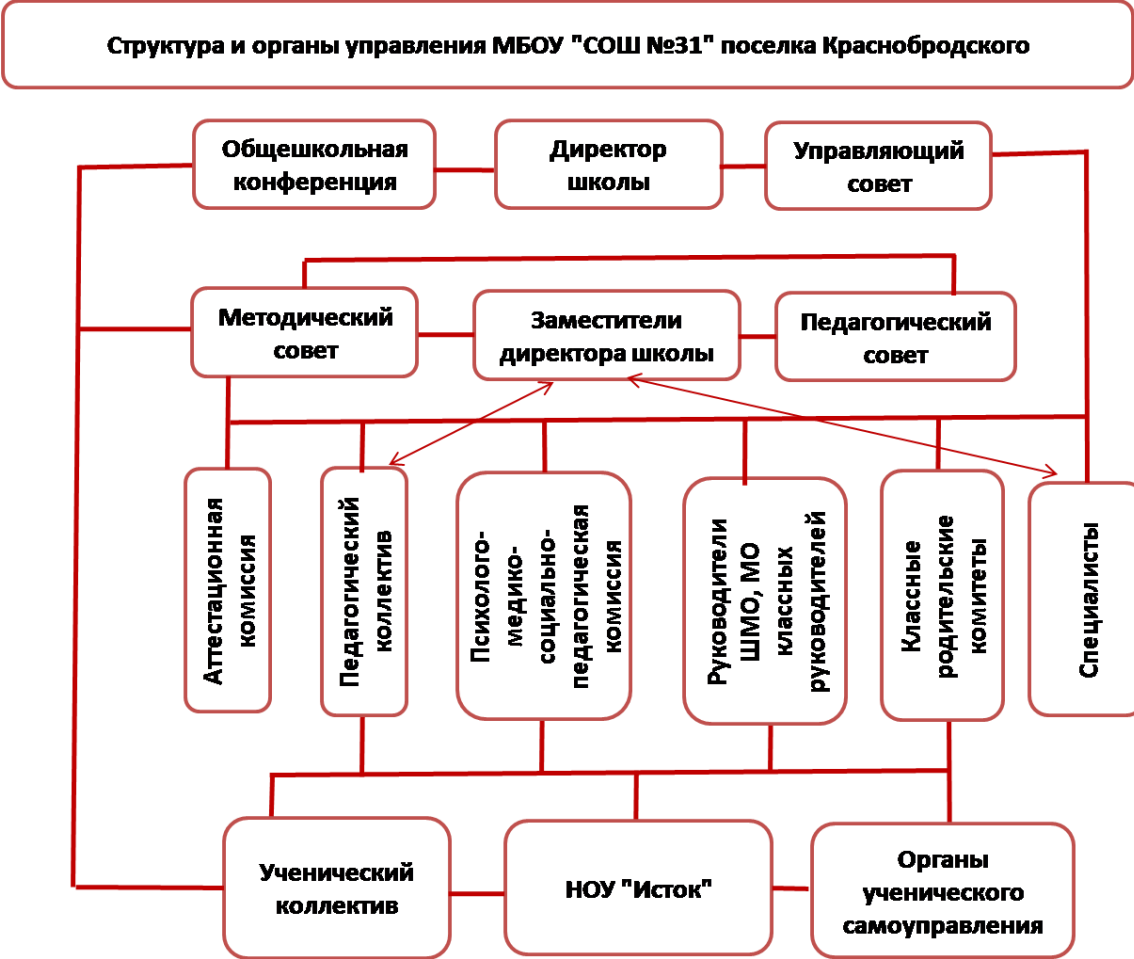 Структура и органы управления МБОУ "СОШ №31" поселка Краснобродского
Общешкольная
конференция
Директор
школы
Управляющий
совет
Методический
совет
Заместители
директора школы
Педагогический
совет
Аттестационная
комиссия
Педагогический
коллектив
Психолого-
медико-
социально-
педагогическая
комиссия
Руководители
ШМО, МО
классных
руководителей
Классные
родительские
комитеты
Специалисты
Ученический
коллектив
НОУ "Исток"
Органы
ученического
самоуправления